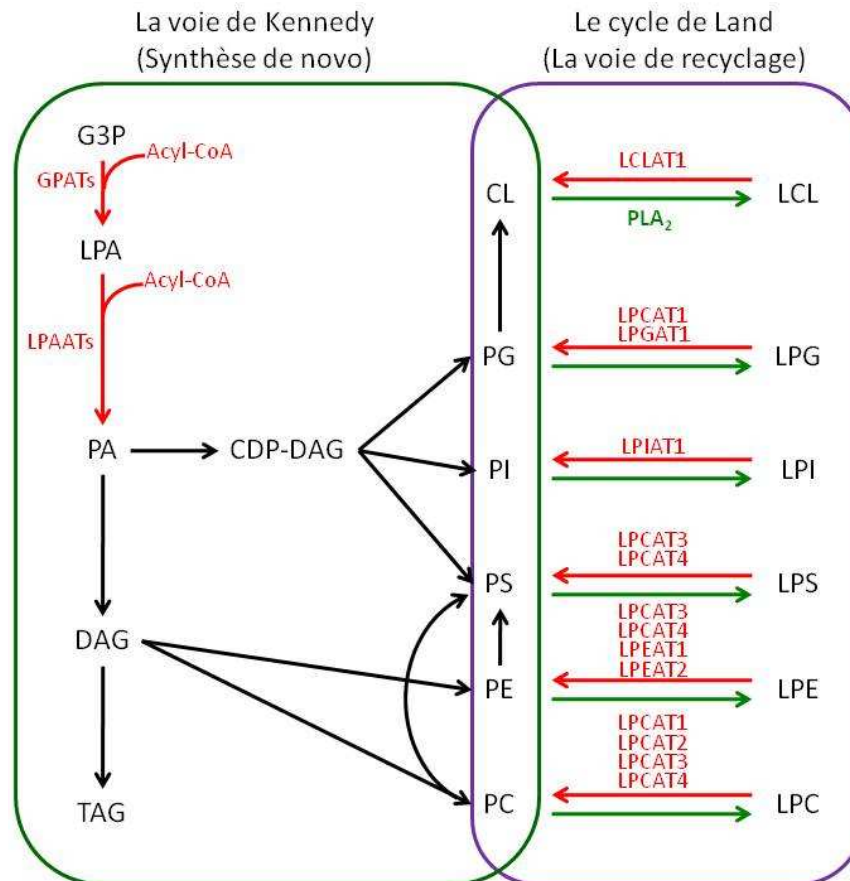 La voie de Kennedy
(Synthèse de novo)
Le cycle de Land
(La voie de recyclage)
G3P
Acyl-CoA
GPATs
LPA
Acyl-CoA
LPAATs
PA
CDP-DAG
DAG
TAG
CL
LCLAT1
PLA₂
LCL
PG
LPCAT1
LPGAT1
LPG
PI
LPIAT1
LPI
PS
LPCAT3
LPCAT4
LPS
PE
LPCAT3
LPCAT4
LPEAT1
LPEAT2
LPE
PC
LPCAT1
LPCAT2
LPCAT3
LPCAT4
LPC